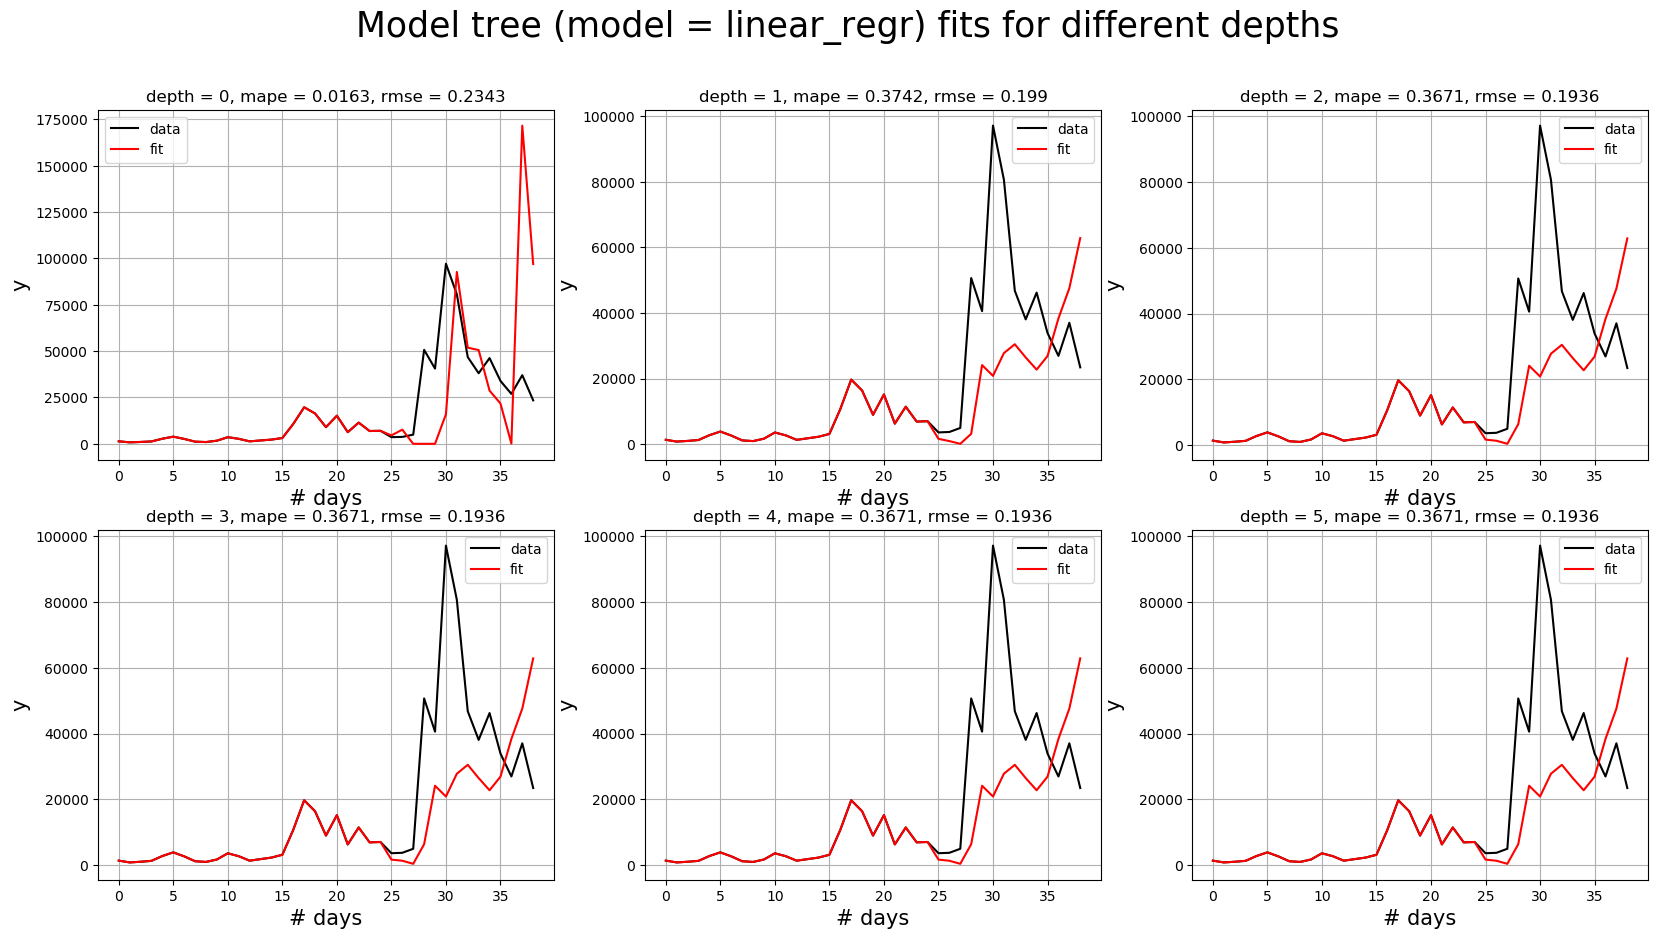 Model tree (model = linear_regr) fits for different depths
depth = 0, mape = 0.0163, rmse = 0.2343
data
fit
175000
150000
125000
100000
75000
50000
25000
0
y
0 5 10 15 20 25 30 35
# days
depth = 1, mape = 0.3742, rmse = 0.199
data
fit
100000
80000
60000
40000
20000
0
y
0 5 10 15 20 25 30 35
# days
depth = 2, mape = 0.3671, rmse = 0.1936
data
fit
100000
80000
60000
40000
20000
0
y
0 5 10 15 20 25 30 35
# days
depth = 3, mape = 0.3671, rmse = 0.1936
data
fit
100000
80000
60000
40000
20000
0
y
0 5 10 15 20 25 30 35
# days
depth = 4, mape = 0.3671, rmse = 0.1936
data
fit
100000
80000
60000
40000
20000
0
y
0 5 10 15 20 25 30 35
# days
depth = 5, mape = 0.3671, rmse = 0.1936
data
fit
100000
80000
60000
40000
20000
0
y
0 5 10 15 20 25 30 35
# days